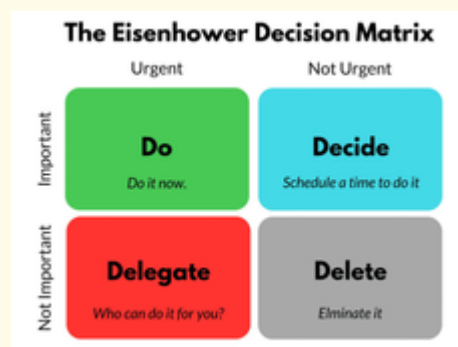 The Eisenhower Decision Matrix
Urgent
Not Urgent
Important
Do
Do it now.
Decide
Schedule a time to do it
Not Important
Delegate
Who can do it for you?
Delete
Elminate it